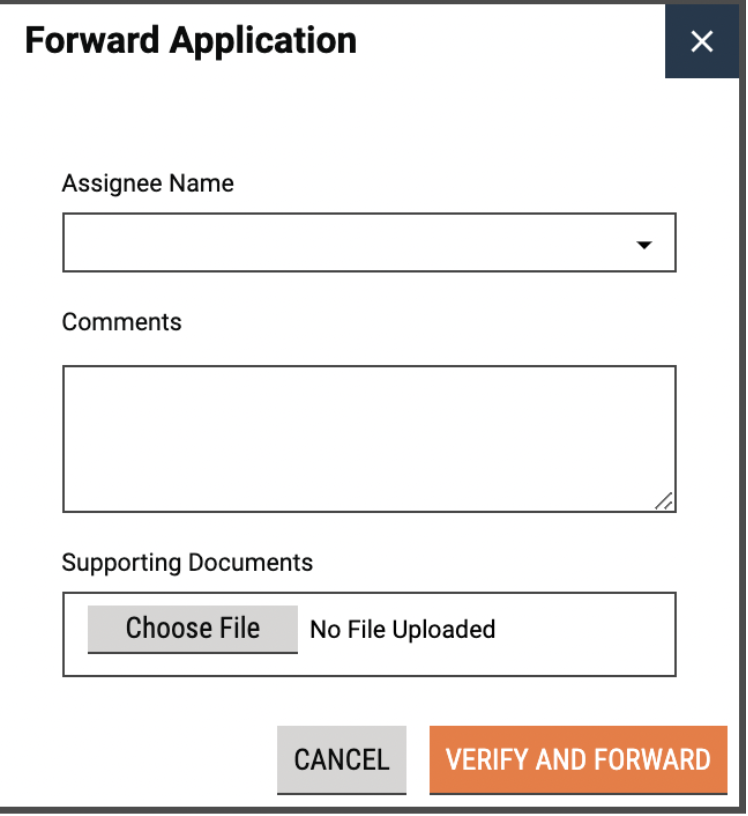 Forward Application
Assignee Name
Comments
Supporting Documents
Choose File No File Uploaded
CANCEL VERIFY AND FORWARD